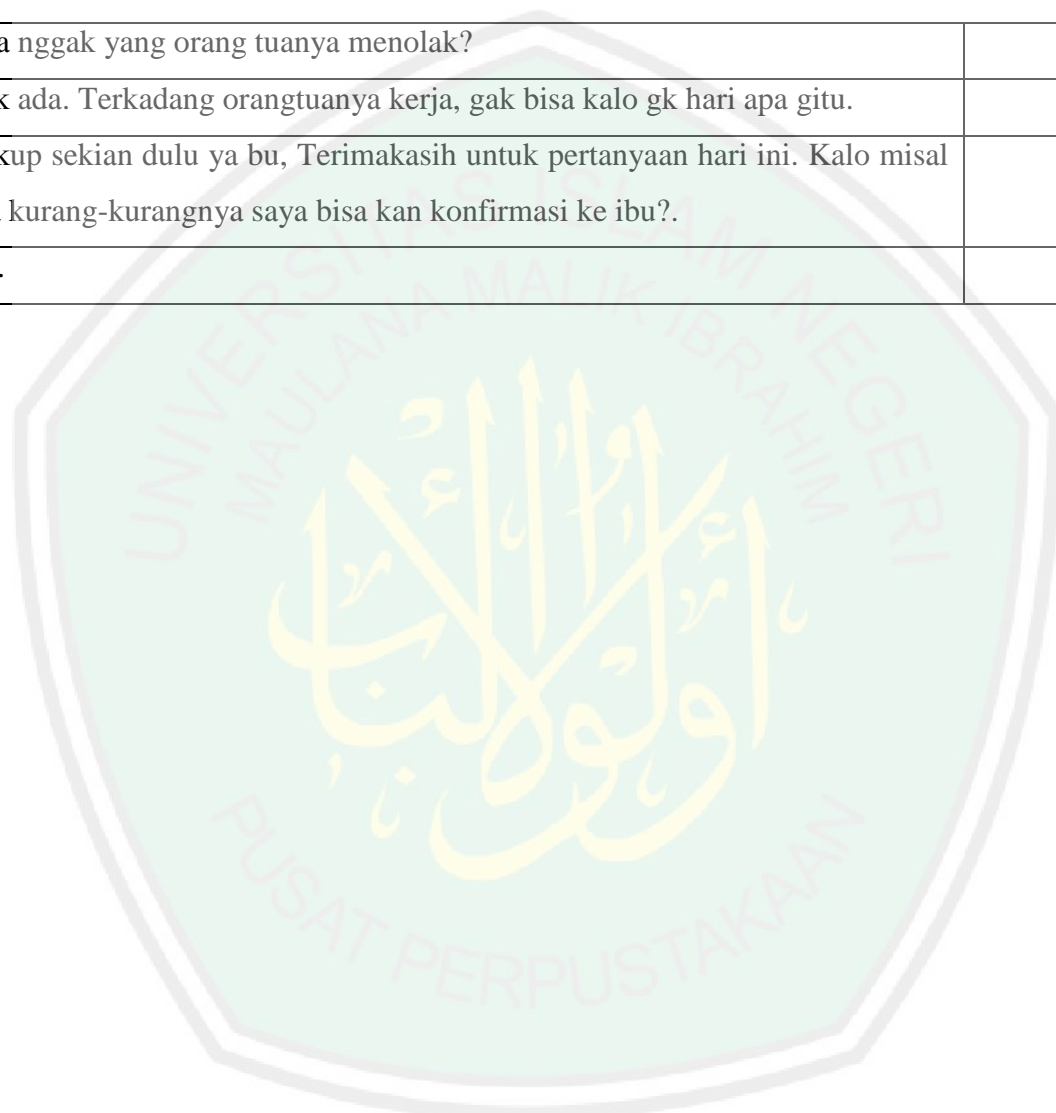 a nggak yang orang tuanya menolak?
k ada. Terkadang orangtuanya kerja, gak bisa kalo gk hari apa gitu.
kup sekian dulu ya bu, Terimakasih untuk pertanyaan hari ini. Kalo misal
kurang-kurangnya saya bisa kan konfirmasi ke ibu?.
.
UNIVERSITAS ISLAM NEGERI
MAULANA MALIK IBRAHIM
أولوا الألباب
PUSAT PERPUSTAKAAN